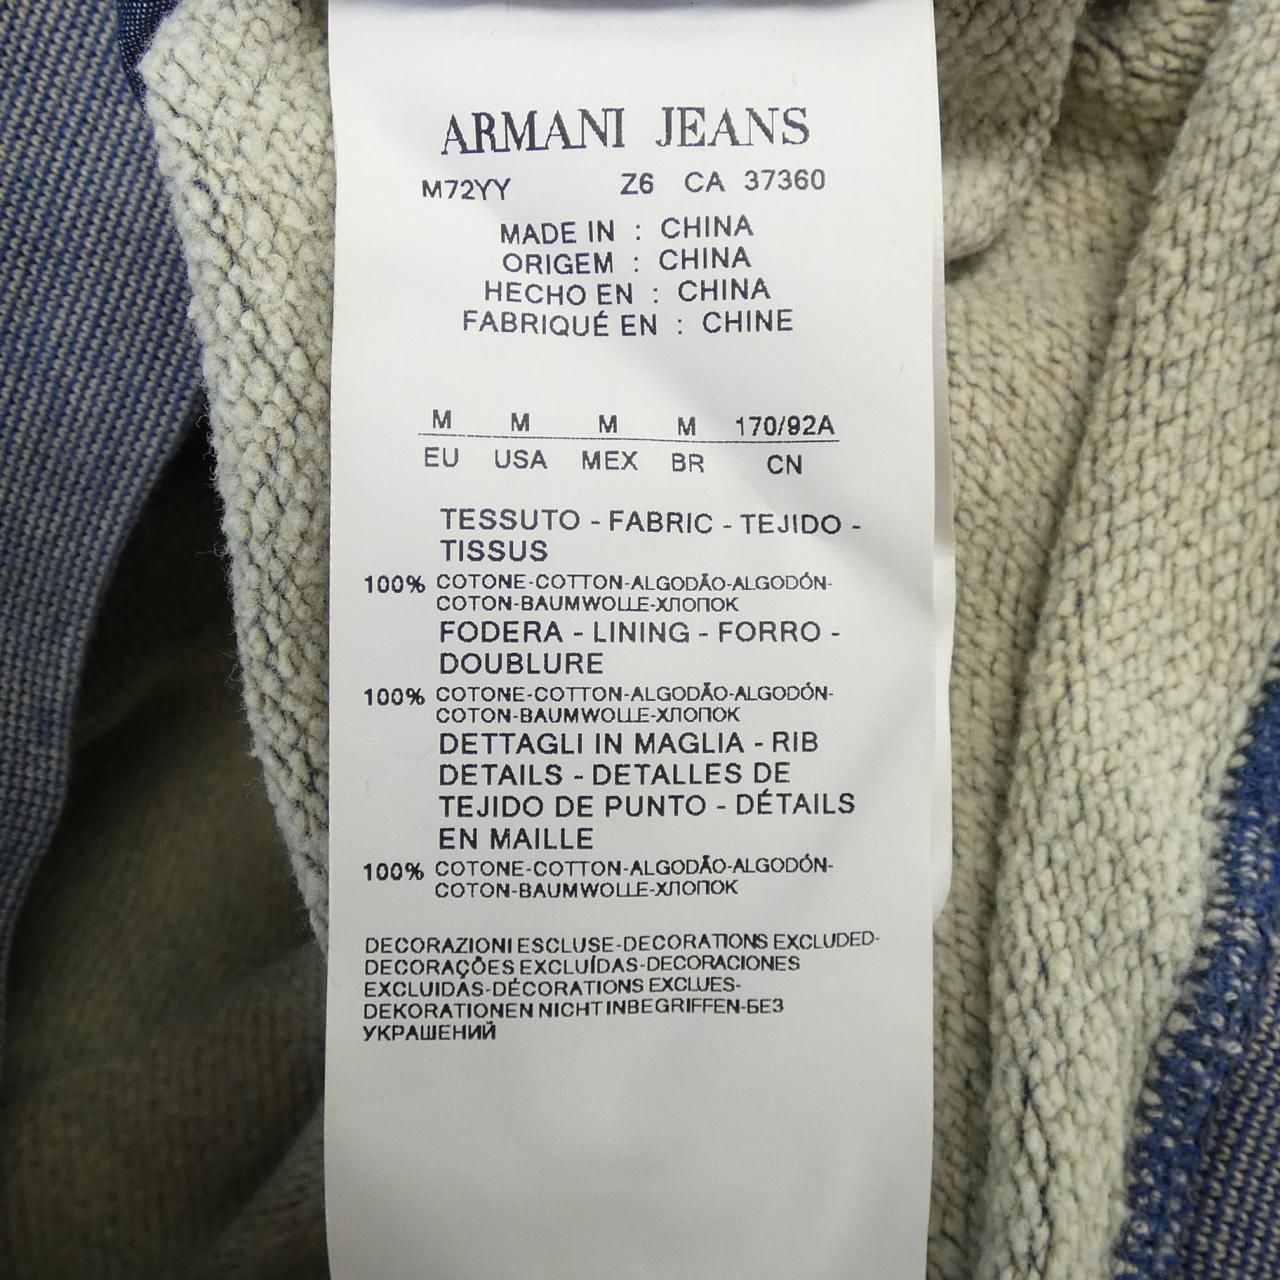 ARMANI JEANS
M72YY Z6 CA 37360
MADE IN : CHINA
ORIGEM : CHINA
HECHO EN : CHINA
FABRIQUÉ EN : CHINE
M M M M 170/92A
EU USA MEX BR CN
TESSUTO - FABRIC - TEJIDO -
TISSUS
100% COTONE-COTTON-ALGODÃO-ALGODÓN-
COTON-BAUMWOLLE-ХЛОПОК
FODERA - LINING - FORRO -
DOUBLURE
100% COTONE-COTTON-ALGODÃO-ALGODÓN-
COTON-BAUMWOLLE-ХЛОПОК
DETTAGLI IN MAGLIA - RIB
DETAILS - DETALLES DE
TEJIDO DE PUNTO - DÉTAILS
EN MAILLE
100% COTONE-COTTON-ALGODÃO-ALGODÓN-
COTON-BAUMWOLLE-ХЛОПОК
DECORAZIONI ESCLUSE-DECORATIONS EXCLUDED-
DECORAÇÕES EXCLUÍDAS-DECORACIONES
EXCLUIDAS-DÉCORATIONS EXCLUES-
DEKORATIONEN NICHT INBEGRIFFEN-БЕЗ
УКРАШЕНИЙ